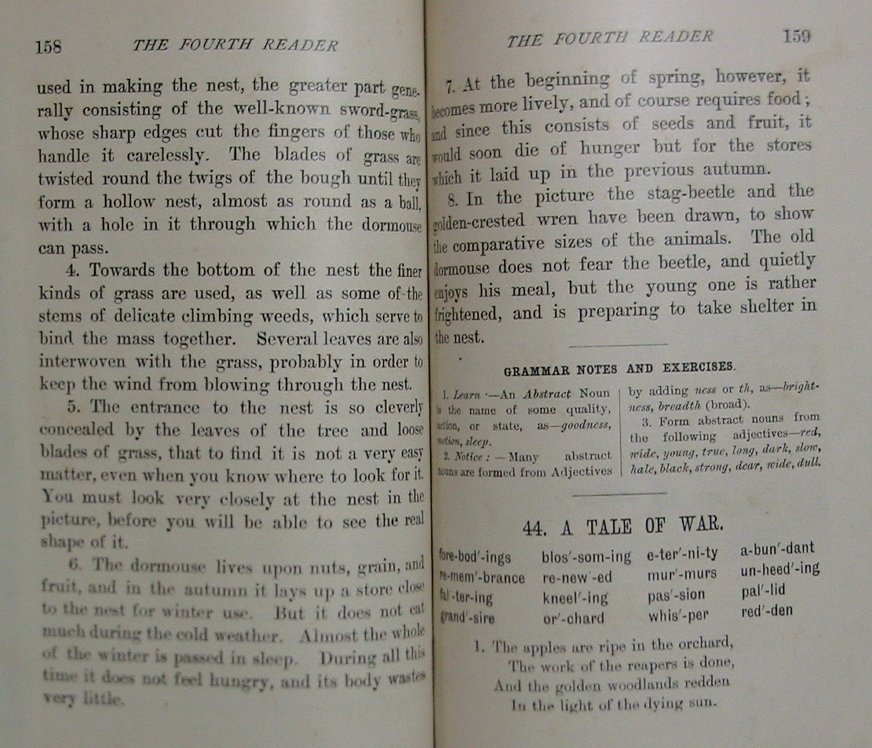 158 THE FOURTH READER
used in making the nest, the greater part gene-
rally consisting of the well-known sword-grass,
whose sharp edges cut the fingers of those who
handle it carelessly. The blades of grass are
twisted round the twigs of the bough until they
form a hollow nest, almost as round as a ball,
with a hole in it through which the dormouse
can pass.
4. Towards the bottom of the nest the finer
kinds of grass are used, as well as some of the
stems of delicate climbing weeds, which serve to
bind the mass together. Several leaves are also
interwoven with the grass, probably in order to
keep the wind from blowing through the nest.
5. The entrance to the nest is so cleverly
concealed by the leaves of the tree and loose
blades of grass, that to find it is not a very easy
matter, even when you know where to look for it.
You must look very closely at the nest in the
picture, before you will be able to see the real
shape of it.
6. The dormouse lives upon nuts, grain, and
fruit, and in the autumn it lays up a store close
to the nest for winter use. But it does not eat
much during the cold weather. Almost the whole
of the winter is passed in sleep. During all this
time it does not feel hungry, and its body wastes
very little.
THE FOURTH READER 159
7. At the beginning of spring, however, it
becomes more lively, and of course requires food;
and since this consists of seeds and fruit, it
would soon die of hunger but for the stores
which it laid up in the previous autumn.
8. In the picture the stag-beetle and the
golden-crested wren have been drawn, to show
the comparative sizes of the animals. The old
dormouse does not fear the beetle, and quietly
enjoys his meal, but the young one is rather
frightened, and is preparing to take shelter in
the nest.
GRAMMAR NOTES AND EXERCISES.
1. Learn:—An Abstract Noun
is the name of some quality,
action, or state, as—goodness,
motion, sleep.
2. Notice:—Many abstract
nouns are formed from Adjectives
by adding ness or th, as—bright-
ness, breadth (broad).
3. Form abstract nouns from
the following adjectives—red,
wide, young, true, long, dark, slow,
hale, black, strong, dear, wide, dull.
44. A TALE OF WAR.
fore-bod'-ings blos'-som-ing e-ter'-ni-ty a-bun'-dant
re-mem'-brance re-new'-ed mur'-murs un-heed'-ing
fal'-ter-ing kneel'-ing pas'-sion pal'-lid
grand'-sire or'-chard whis'-per red'-den
1. The apples are ripe in the orchard,
The work of the reapers is done,
And the golden woodlands redden
In the light of the dying sun.